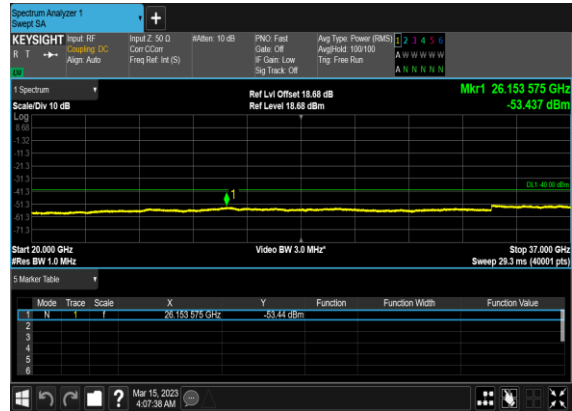 Spectrum Analyzer 1
Swept SA
KEYSIGHT Input: RF Input Z: 50 Ω #Atten: 10 dB PNO: Fast Avg Type: Power (RMS) 1 2 3 4 5 6
R T Coupling: DC Corr CCorr Gate: Off Avg|Hold: 100/100 A W W W W W
Align: Auto Freq Ref: Int (S) IF Gain: Low Trig: Free Run
Sig Track: Off A N N N N N
1 Spectrum Ref Lvl Offset 18.68 dB Mkr1 26.153 575 GHz
Scale/Div 10 dB Ref Level 18.68 dBm -53.437 dBm
Log
8.68
-1.32
-11.3
-21.3
-31.3
DL1 -40.00 dBm
-41.3
1
-51.3
-61.3
-71.3
Start 20.000 GHz Video BW 3.0 MHz* Stop 37.000 GHz
#Res BW 1.0 MHz Sweep 29.3 ms (40001 pts)
5 Marker Table
Mode Trace Scale X Y Function Function Width Function Value
1 N 1 f 26.153 575 GHz -53.44 dBm
2
3
4
5
6
? Mar 15, 2023
4:07:38 AM